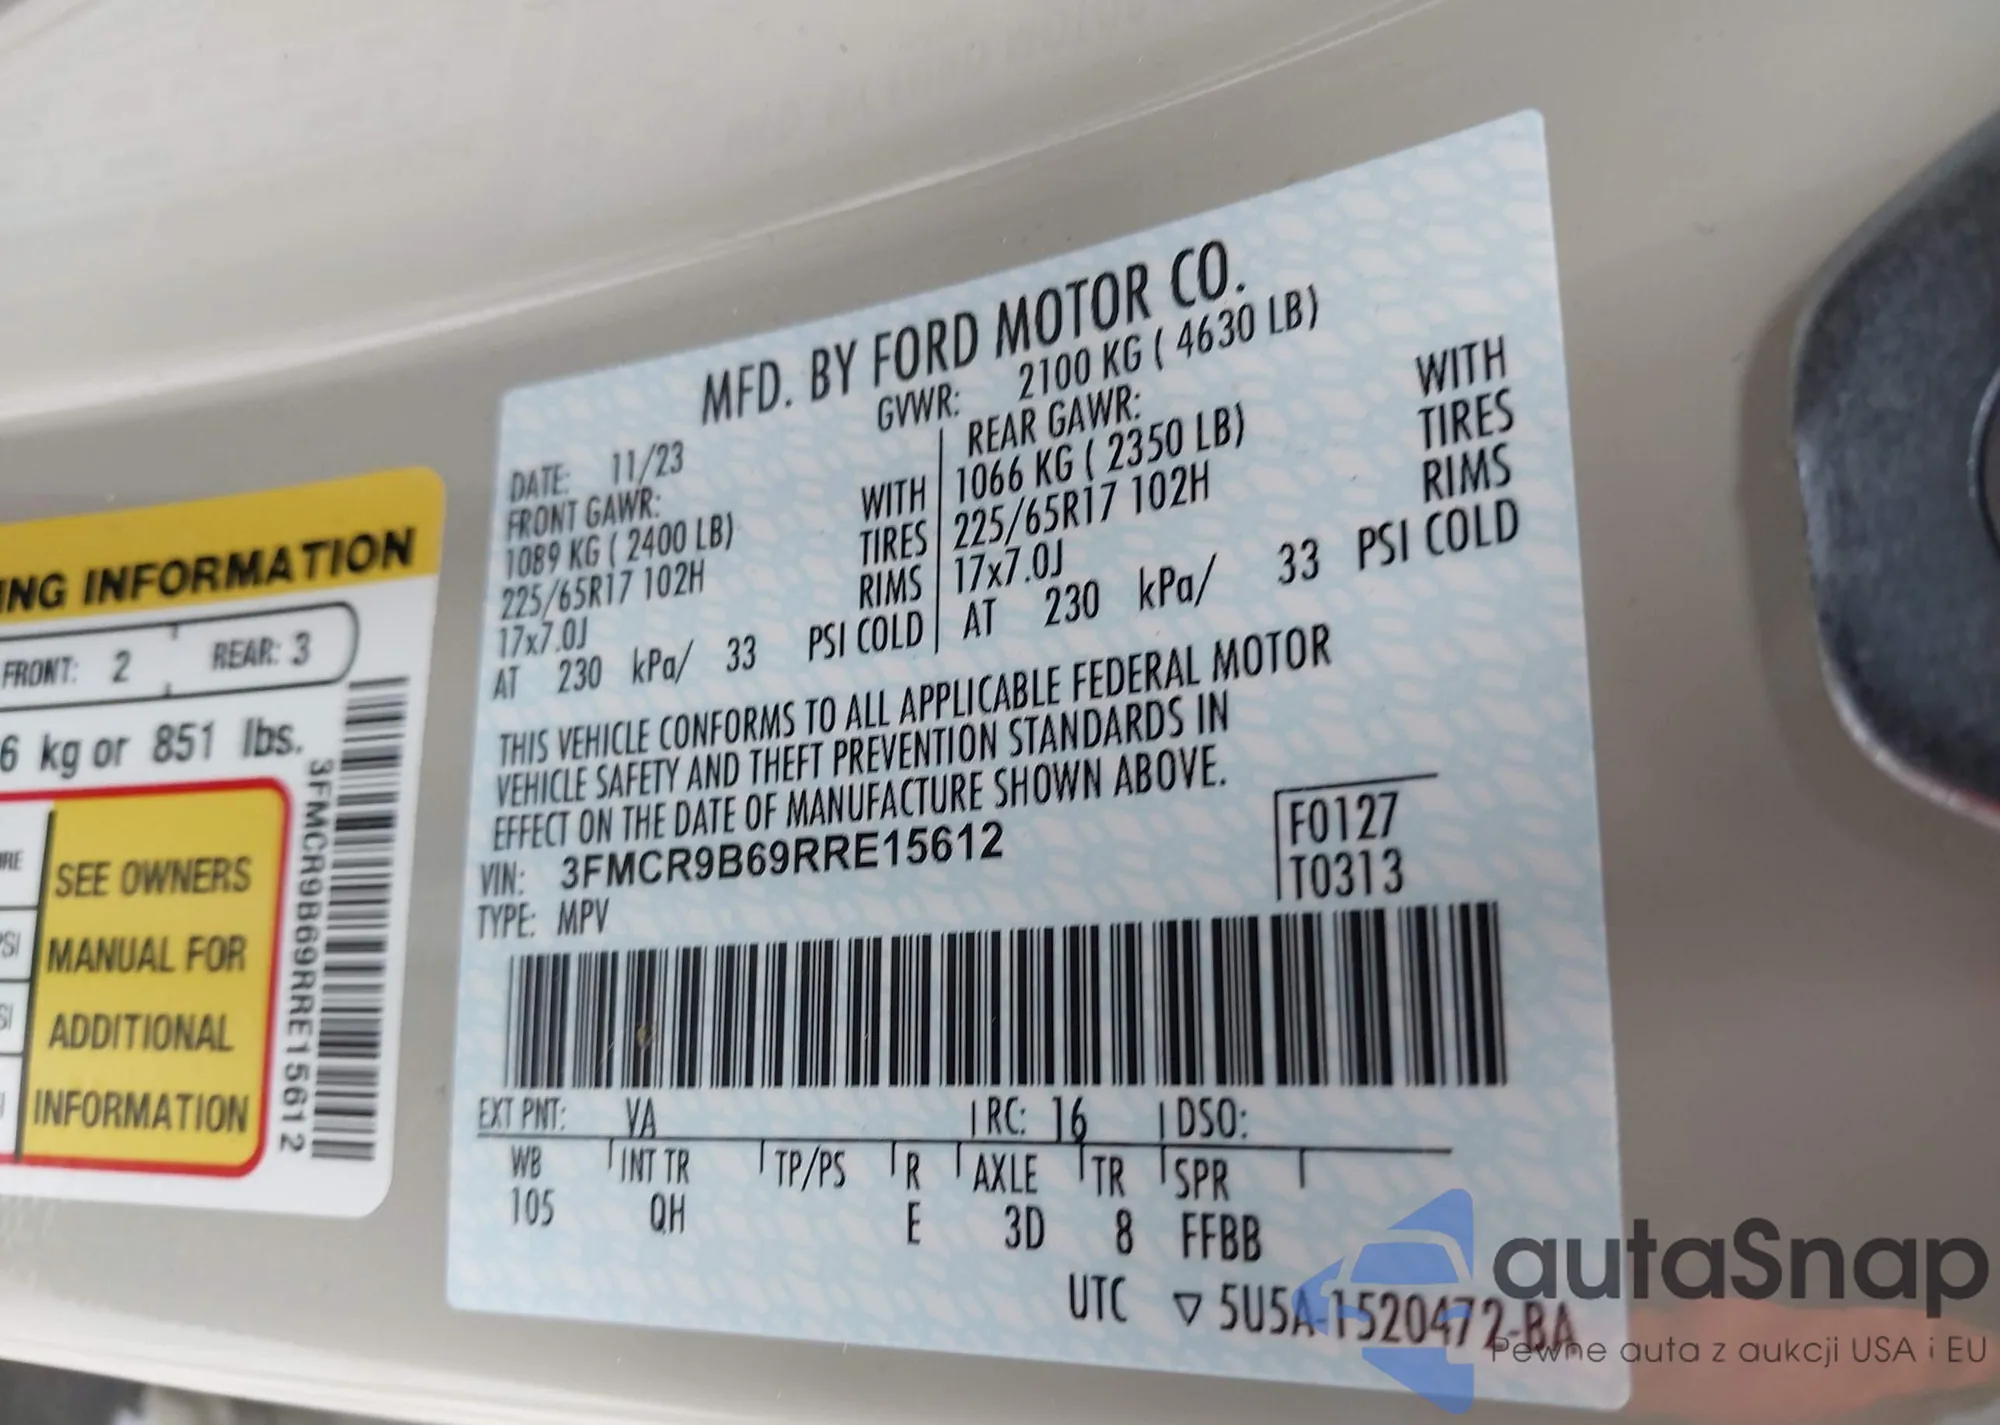 MFD. BY FORD MOTOR CO.
GVWR: 2100 KG ( 4630 LB)
DATE: 11/23
FRONT GAWR:
1089 KG ( 2400 LB) WITH
225/65R17 102H TIRES
17x7.0J RIMS
AT 230 kPa/ 33 PSI COLD
REAR GAWR: WITH
1066 KG ( 2350 LB) TIRES
225/65R17 102H RIMS
17x7.0J
AT 230 kPa/ 33 PSI COLD
THIS VEHICLE CONFORMS TO ALL APPLICABLE FEDERAL MOTOR
VEHICLE SAFETY AND THEFT PREVENTION STANDARDS IN
EFFECT ON THE DATE OF MANUFACTURE SHOWN ABOVE.
VIN: 3FMCR9B69RRE15612
TYPE: MPV
F0127
T0313
EXT PNT: VA RC: 16 DSO:
WB INT TR TP/PS R AXLE TR SPR
105 QH E 3D 8 FFBB
UTC ▽ 5U5A-1520472-BA
ING INFORMATION
FRONT: 2 REAR: 3
6 kg or 851 lbs.
SEE OWNERS
MANUAL FOR
ADDITIONAL
INFORMATION
3FMCR9B69RRE15612
autaSnap
Pewne auta z aukcji USA i EU